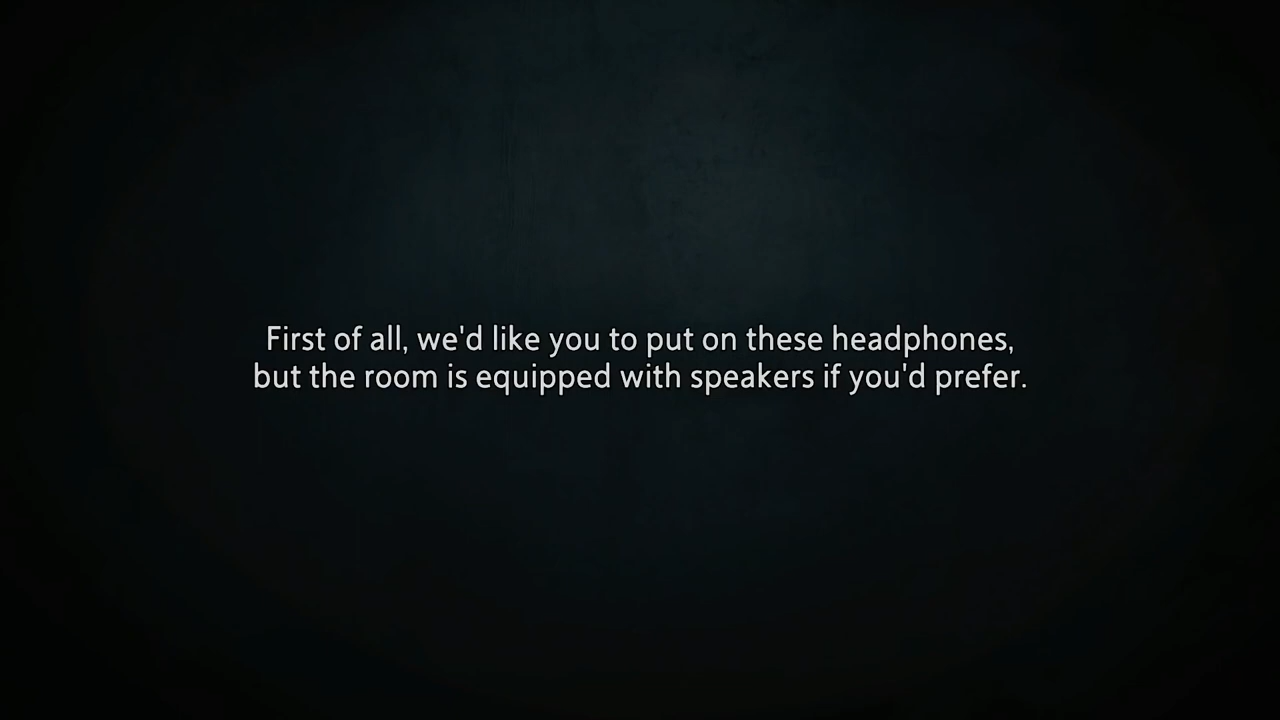 First of all, we'd like you to put on these headphones,
but the room is equipped with speakers if you'd prefer.